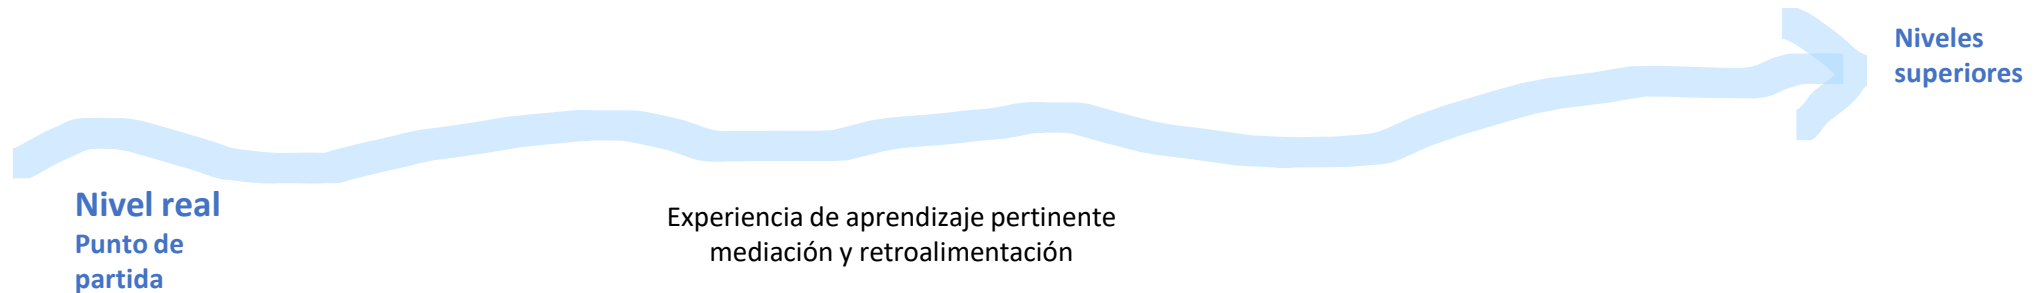 Niveles
superiores
Nivel real
Punto de
partida
Experiencia de aprendizaje pertinente
mediación y retroalimentación